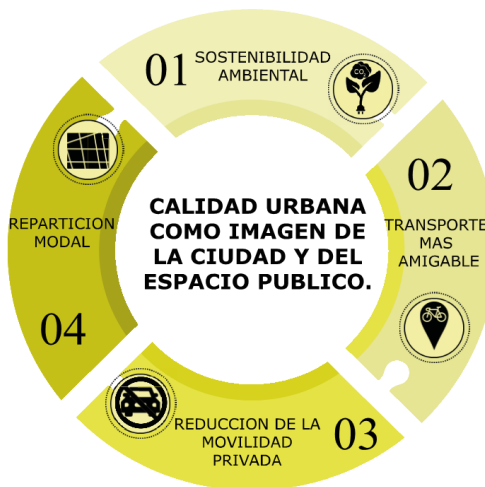 01
SOSTENIBILIDAD
AMBIENTAL
CO2
02
TRANSPORTE
MAS
AMIGABLE
CALIDAD URBANA
COMO IMAGEN DE
LA CIUDAD Y DEL
ESPACIO PUBLICO.
REPARTICION
MODAL
04
REDUCCION DE LA
MOVILIDAD
PRIVADA
03